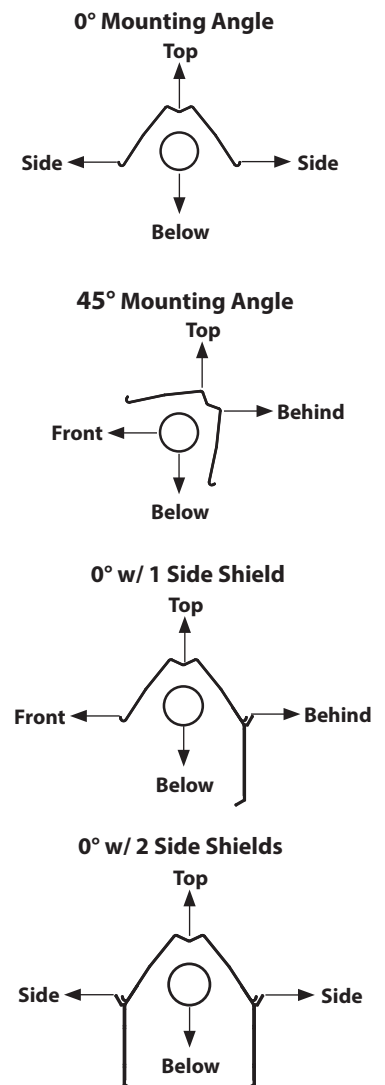 0° Mounting Angle
Top
Side Side
Below
45° Mounting Angle
Top
Behind
Front
Below
0° w/ 1 Side Shield
Top
Front Behind
Below
0° w/ 2 Side Shields
Top
Side Side
Below